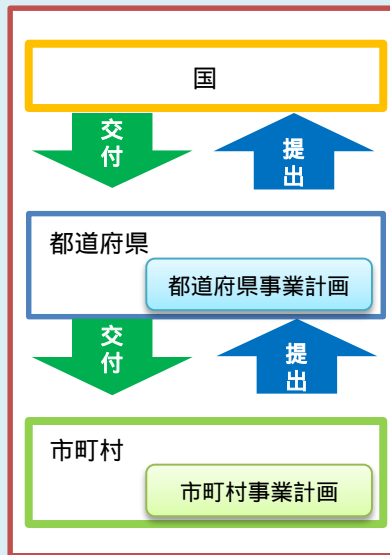 国
交付
提出
都道府県
都道府県事業計画
交付
提出
市町村
市町村事業計画